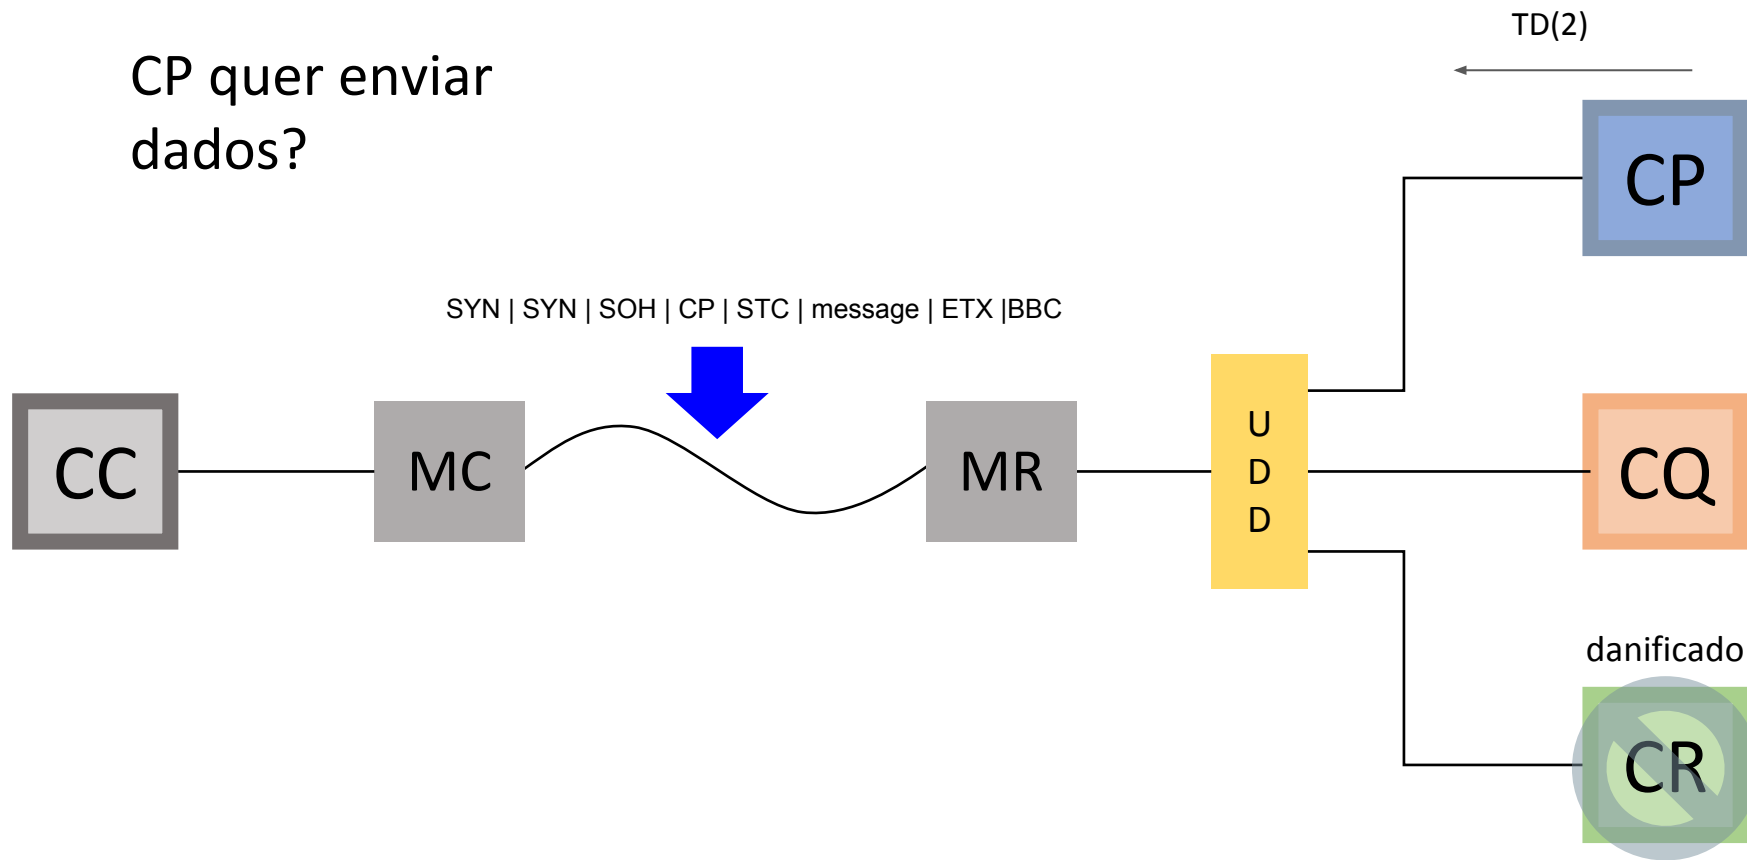 TD(2)
CP quer enviar
dados?
CP
SYN | SYN | SOH | CP | STC | message | ETX |BBC
CC
MC
MR
U
D
D
CQ
danificado
CR